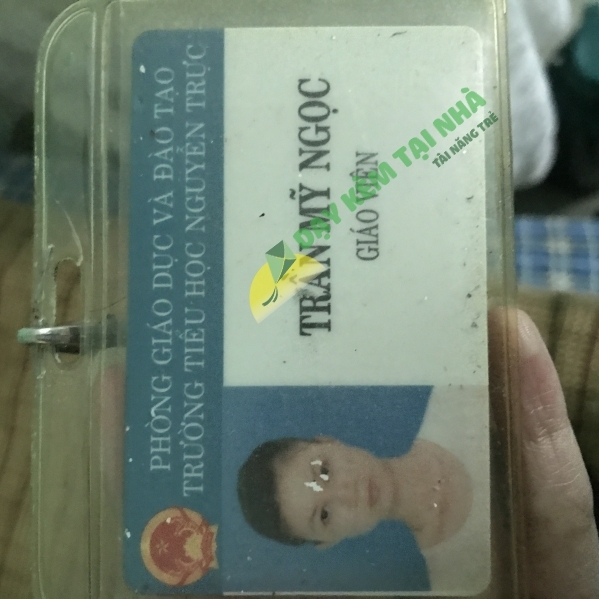 PHÒNG GIÁO DỤC VÀ ĐÀO TẠO
TRƯỜNG TIỂU HỌC NGUYỄN TRỰC
TRẦN MỸ NGỌC
GIÁO VIÊN
DẠY KÈM TẠI NHÀ
TÀI NĂNG TRẺ